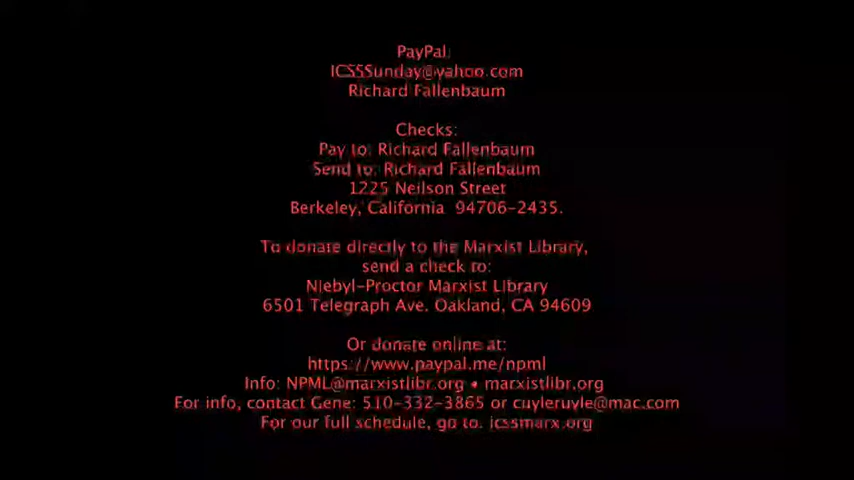 PayPal:
ICSSSunday@yahoo.com
Richard Fallenbaum
Checks:
Pay to: Richard Fallenbaum
Send to: Richard Fallenbaum
1225 Neilson Street
Berkeley, California 94706-2435.
To donate directly to the Marxist Library,
send a check to:
Niebyl-Proctor Marxist Library
6501 Telegraph Ave. Oakland, CA 94609
Or donate online at:
https://www.paypal.me/npml
Info: NPML@marxistlibr.org • marxistlibr.org
For info, contact Gene: 510-332-3865 or cuyleruyle@mac.com
For our full schedule, go to: icssmarx.org